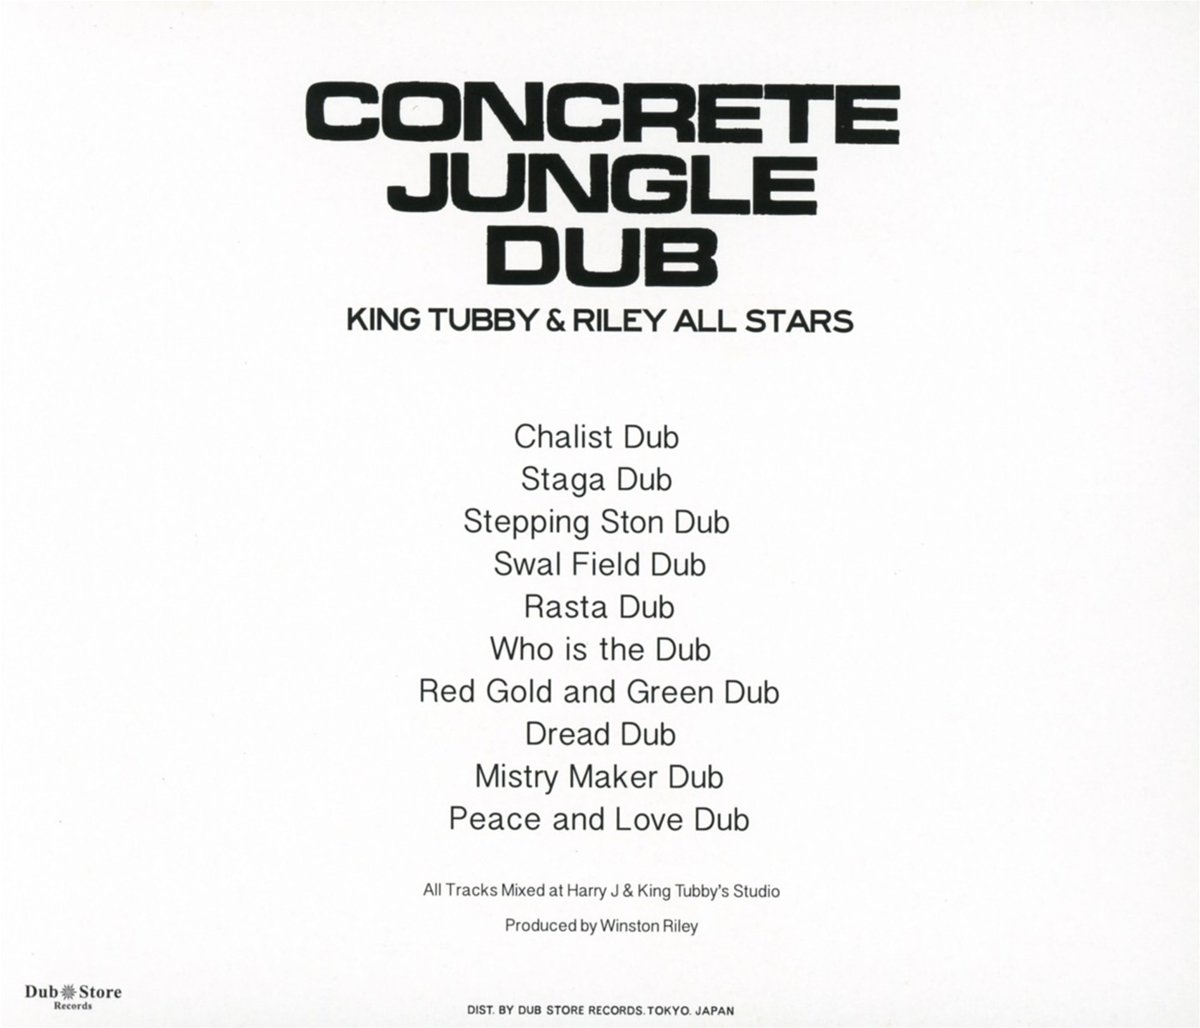 CONCRETE
JUNGLE
DUB
KING TUBBY & RILEY ALL STARS
Chalist Dub
Staga Dub
Stepping Ston Dub
Swal Field Dub
Rasta Dub
Who is the Dub
Red Gold and Green Dub
Dread Dub
Mistry Maker Dub
Peace and Love Dub
All Tracks Mixed at Harry J & King Tubby's Studio
Produced by Winston Riley
Dub Store
Records
DIST. BY DUB STORE RECORDS. TOKYO. JAPAN